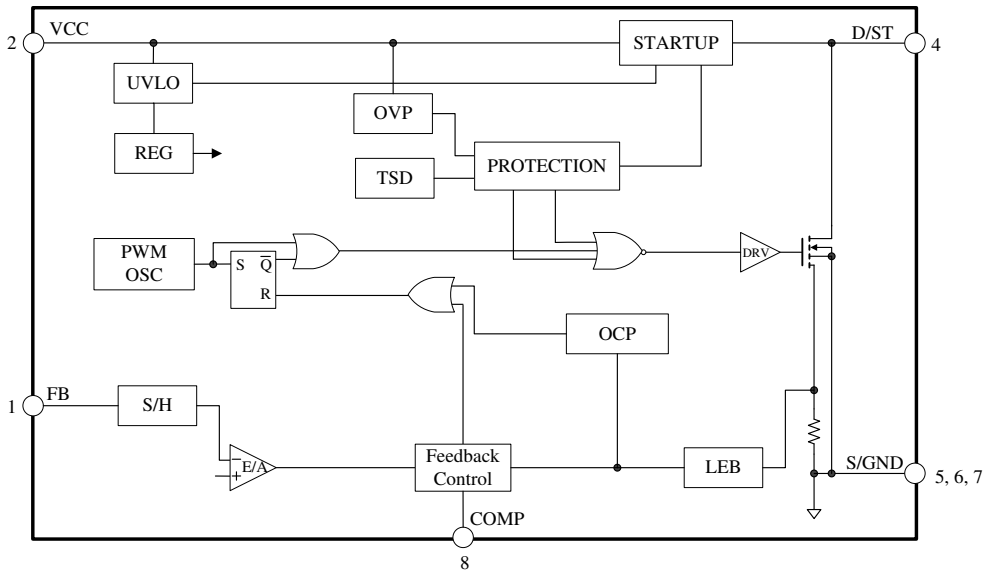 VCC
D/ST
2
STARTUP
4
UVLO
OVP
REG
PROTECTION
TSD
PWM
OSC
S
Q
R
DRV
OCP
FB
1
S/H
E/A
−
+
Feedback
Control
LEB
S/GND
5, 6, 7
COMP
8